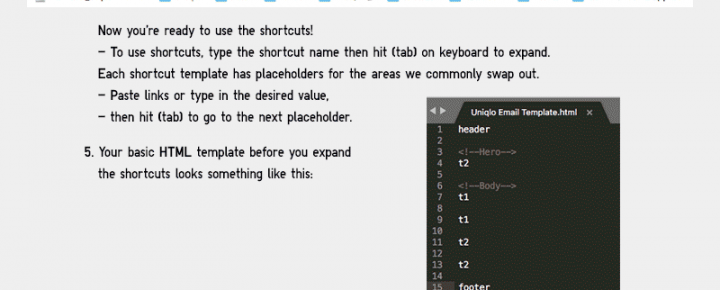 Now you're ready to use the shortcuts!
– To use shortcuts, type the shortcut name then hit (tab) on keyboard to expand.
Each shortcut template has placeholders for the areas we commonly swap out.
– Paste links or type in the desired value,
– then hit (tab) to go to the next placeholder.
5. Your basic HTML template before you expand
the shortcuts looks something like this:
Uniqlo Email Template.html ×
1 header
2
3 <!--Hero-->
4 t2
5
6 <!--Body-->
7 t1
8
9 t1
10
11 t2
12
13 t2
14
15 footer